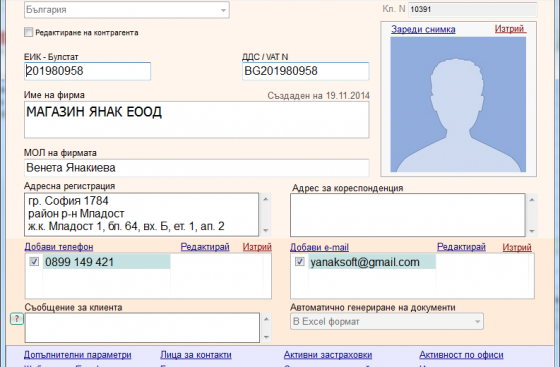 България
Кл. N 10391
Редактиране на контрагента
Зареди снимка Изтрий
ЕИК - Булстат ДДС / VAT N
201980958 BG201980958
Име на фирма Създаден на 19.11.2014
МАГАЗИН ЯНАК ЕООД
МОЛ на фирмата
Венета Янакиева
Адресна регистрация Адрес за кореспонденция
гр. София 1784
район р-н Младост
ж.к. Младост 1, бл. 64, вх. Б, ет. 1, ап. 2
Добави телефон Редактирай Изтрий Добави e-mail Редактирай Изтрий
0899 149 421 yanaksoft@gmail.com
Съобщение за клиента Автоматично генериране на документи
? В Excel формат
Допълнителни параметри Лица за контакти Активни застраховки Активност по офиси